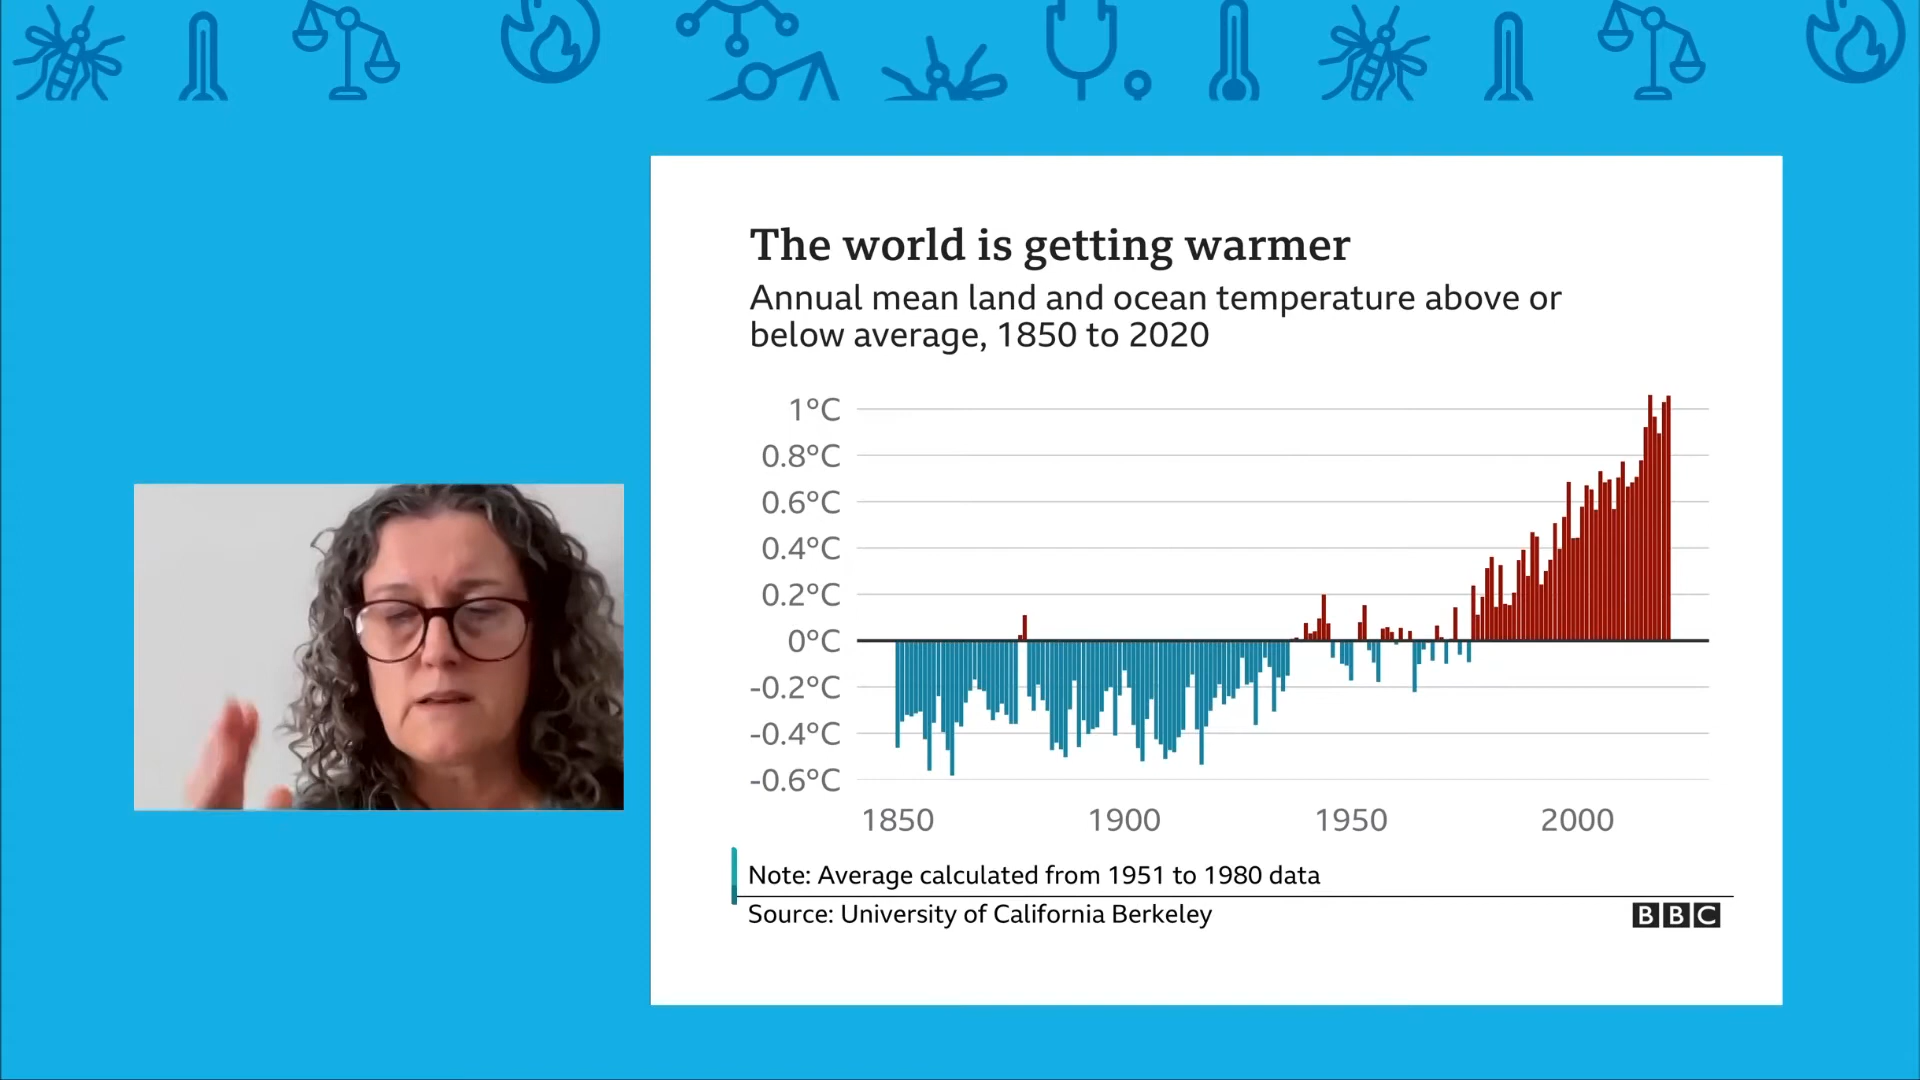 The world is getting warmer
Annual mean land and ocean temperature above or
below average, 1850 to 2020
1°C
0.8°C
0.6°C
0.4°C
0.2°C
0°C
-0.2°C
-0.4°C
-0.6°C
1850 1900 1950 2000
Note: Average calculated from 1951 to 1980 data
Source: University of California Berkeley
BBC